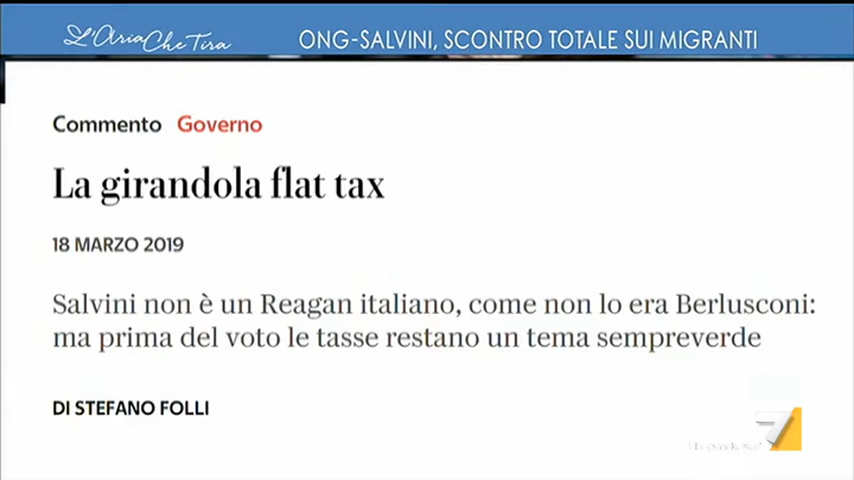 L'Aria Che Tira
ONG-SALVINI, SCONTRO TOTALE SUI MIGRANTI
Commento Governo
La girandola flat tax
18 MARZO 2019
Salvini non è un Reagan italiano, come non lo era Berlusconi:
ma prima del voto le tasse restano un tema sempreverde
DI STEFANO FOLLI
7